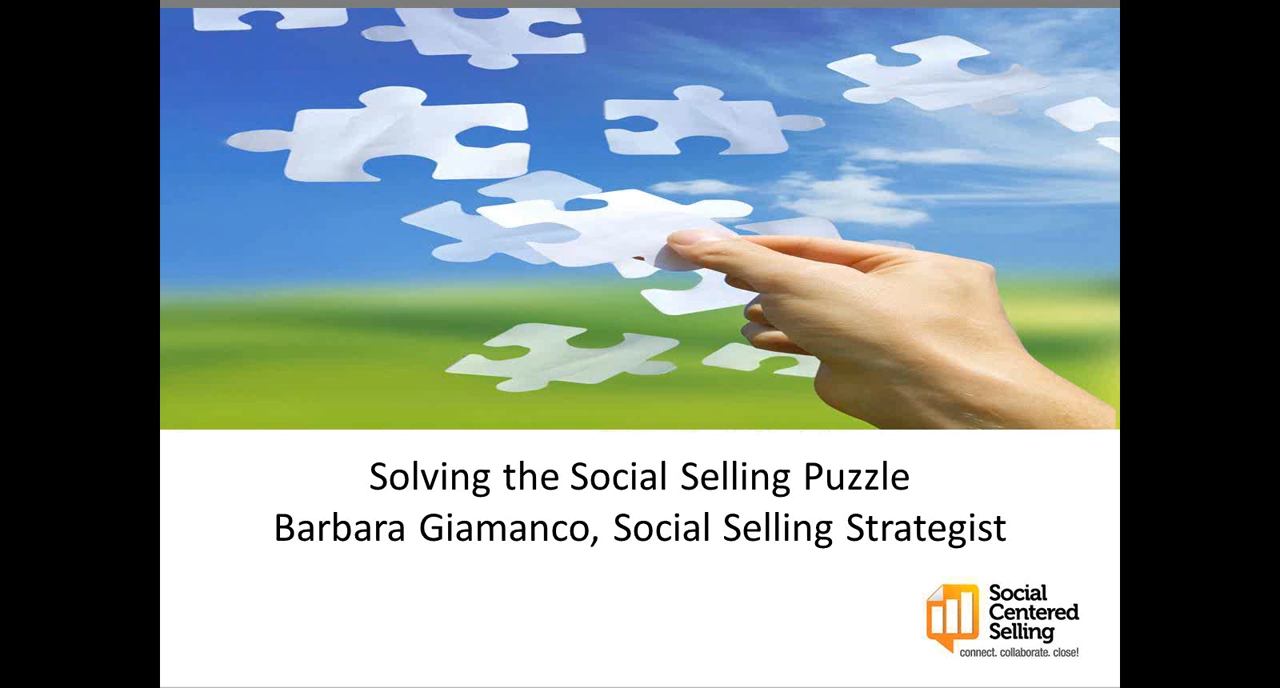 Solving the Social Selling Puzzle
Barbara Giamanco, Social Selling Strategist
Social
Centered
Selling
connect. collaborate. close!